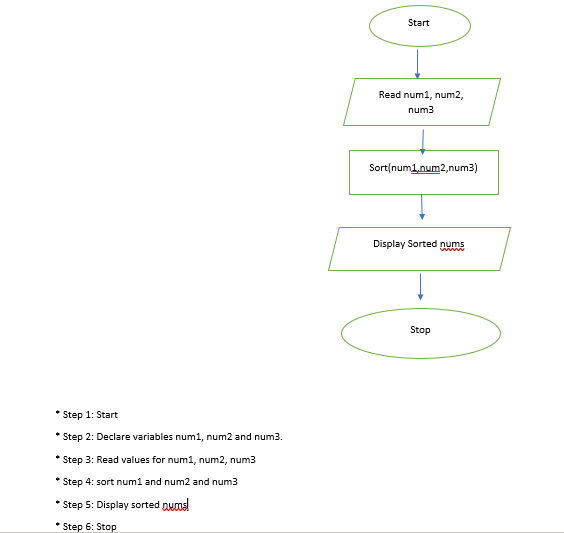 Start
Read num1, num2,
num3
Sort(num1,num2,num3)
Display Sorted nums
Stop
* Step 1: Start
* Step 2: Declare variables num1, num2 and num3.
* Step 3: Read values for num1, num2, num3
* Step 4: sort num1 and num2 and num3
* Step 5: Display sorted nums
* Step 6: Stop